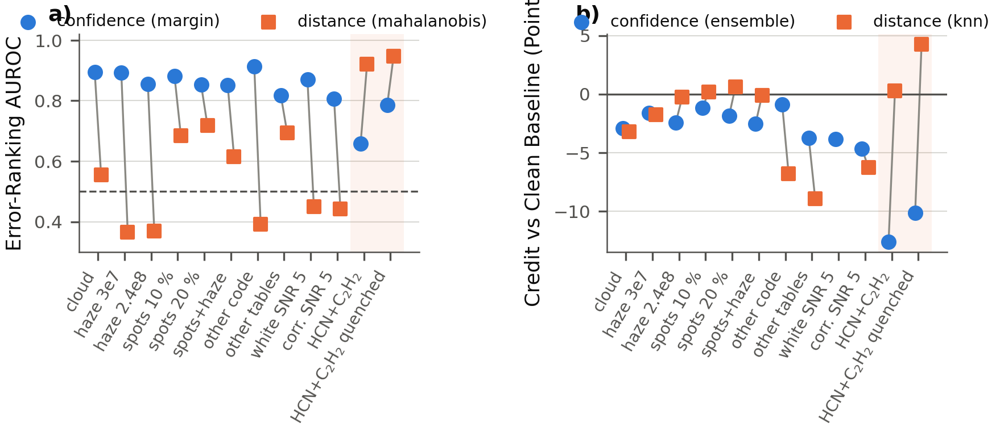 a)
confidence (margin)
distance (mahalanobis)
Error-Ranking AUROC
1.0
0.8
0.6
0.4
cloud
haze 3e7
haze 2.4e8
spots 10 %
spots 20 %
spots+haze
other code
other tables
white SNR 5
corr. SNR 5
HCN+C₂H₂
HCN+C₂H₂ quenched
b)
confidence (ensemble)
distance (knn)
Credit vs Clean Baseline (Point
5
0
−5
−10
cloud
haze 3e7
haze 2.4e8
spots 10 %
spots 20 %
spots+haze
other code
other tables
white SNR 5
corr. SNR 5
HCN+C₂H₂
HCN+C₂H₂ quenched